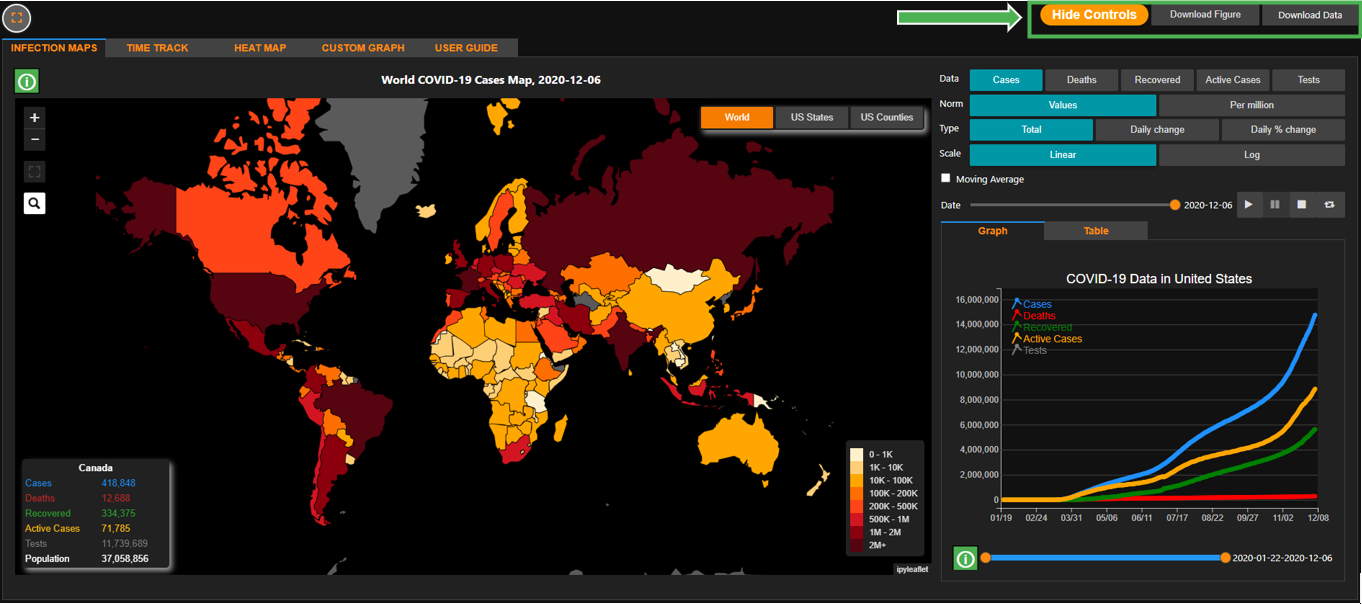 Hide Controls Download Figure Download Data
INFECTION MAPS TIME TRACK HEAT MAP CUSTOM GRAPH USER GUIDE
World COVID-19 Cases Map, 2020-12-06
World US States US Counties
+
−
Canada
Cases 418,848
Deaths 12,688
Recovered 334,375
Active Cases 71,785
Tests 11,739,689
Population 37,058,856
0 - 1K
1K - 10K
10K - 100K
100K - 200K
200K - 500K
500K - 1M
1M - 2M
2M+
ipyleaflet
Data Cases Deaths Recovered Active Cases Tests
Norm Values Per million
Type Total Daily change Daily % change
Scale Linear Log
Moving Average
Date 2020-12-06
Graph Table
COVID-19 Data in United States
Cases
Deaths
Recovered
Active Cases
Tests
16,000,000
14,000,000
12,000,000
10,000,000
8,000,000
6,000,000
4,000,000
2,000,000
0
01/19 02/24 03/31 05/06 06/11 07/17 08/22 09/27 11/02 12/08
2020-01-22-2020-12-06